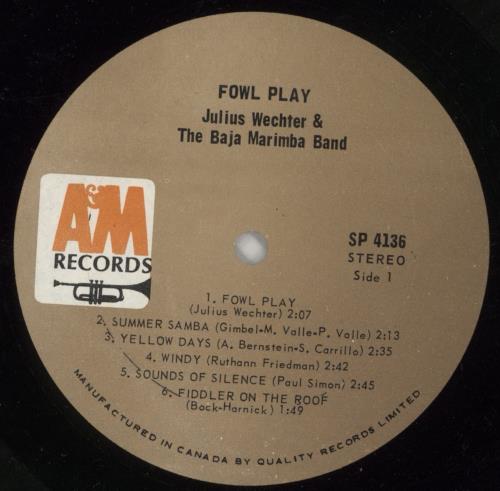 FOWL PLAY
Julius Wechter &
The Baja Marimba Band
A&M
RECORDS
SP 4136
STEREO
Side 1
1. FOWL PLAY
(Julius Wechter) 2:07
2. SUMMER SAMBA (Gimbel-M. Valle-P. Valle) 2:13
3. YELLOW DAYS (A. Bernstein-S. Carrillo) 2:35
4. WINDY (Ruthann Friedman) 2:42
5. SOUNDS OF SILENCE (Paul Simon) 2:45
6. FIDDLER ON THE ROOF
(Bock-Harnick) 1:49
MANUFACTURED IN CANADA BY QUALITY RECORDS LIMITED